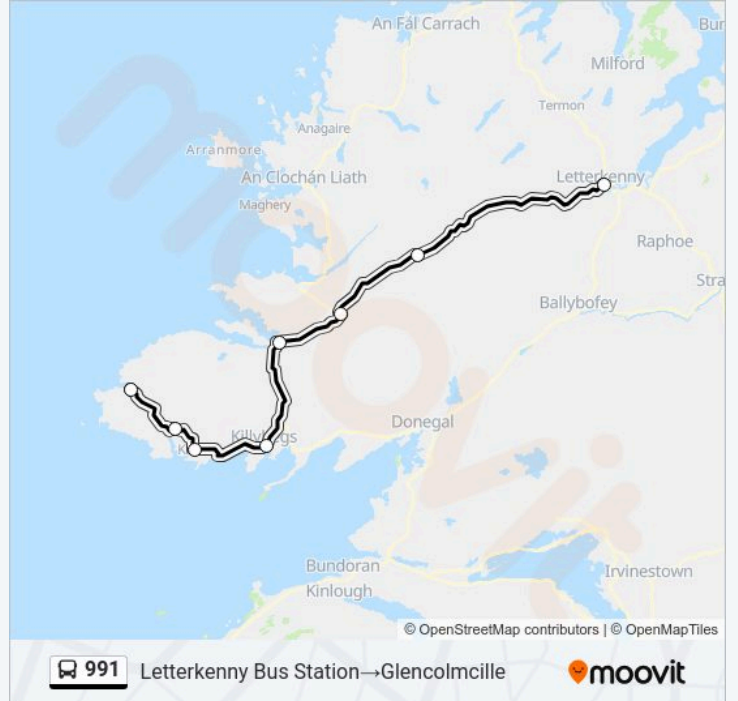 An Fál Carrach
Milford
Termon
Anagaire
Arranmore
An Clochán Liath
Letterkenny
Maghery
Raphoe
Stra
Ballybofey
Donegal
Killybegs
Bundoran
Kinlough
Irvinestown
© OpenStreetMap contributors | © OpenMapTiles
991 Letterkenny Bus Station→Glencolmcille
moovit